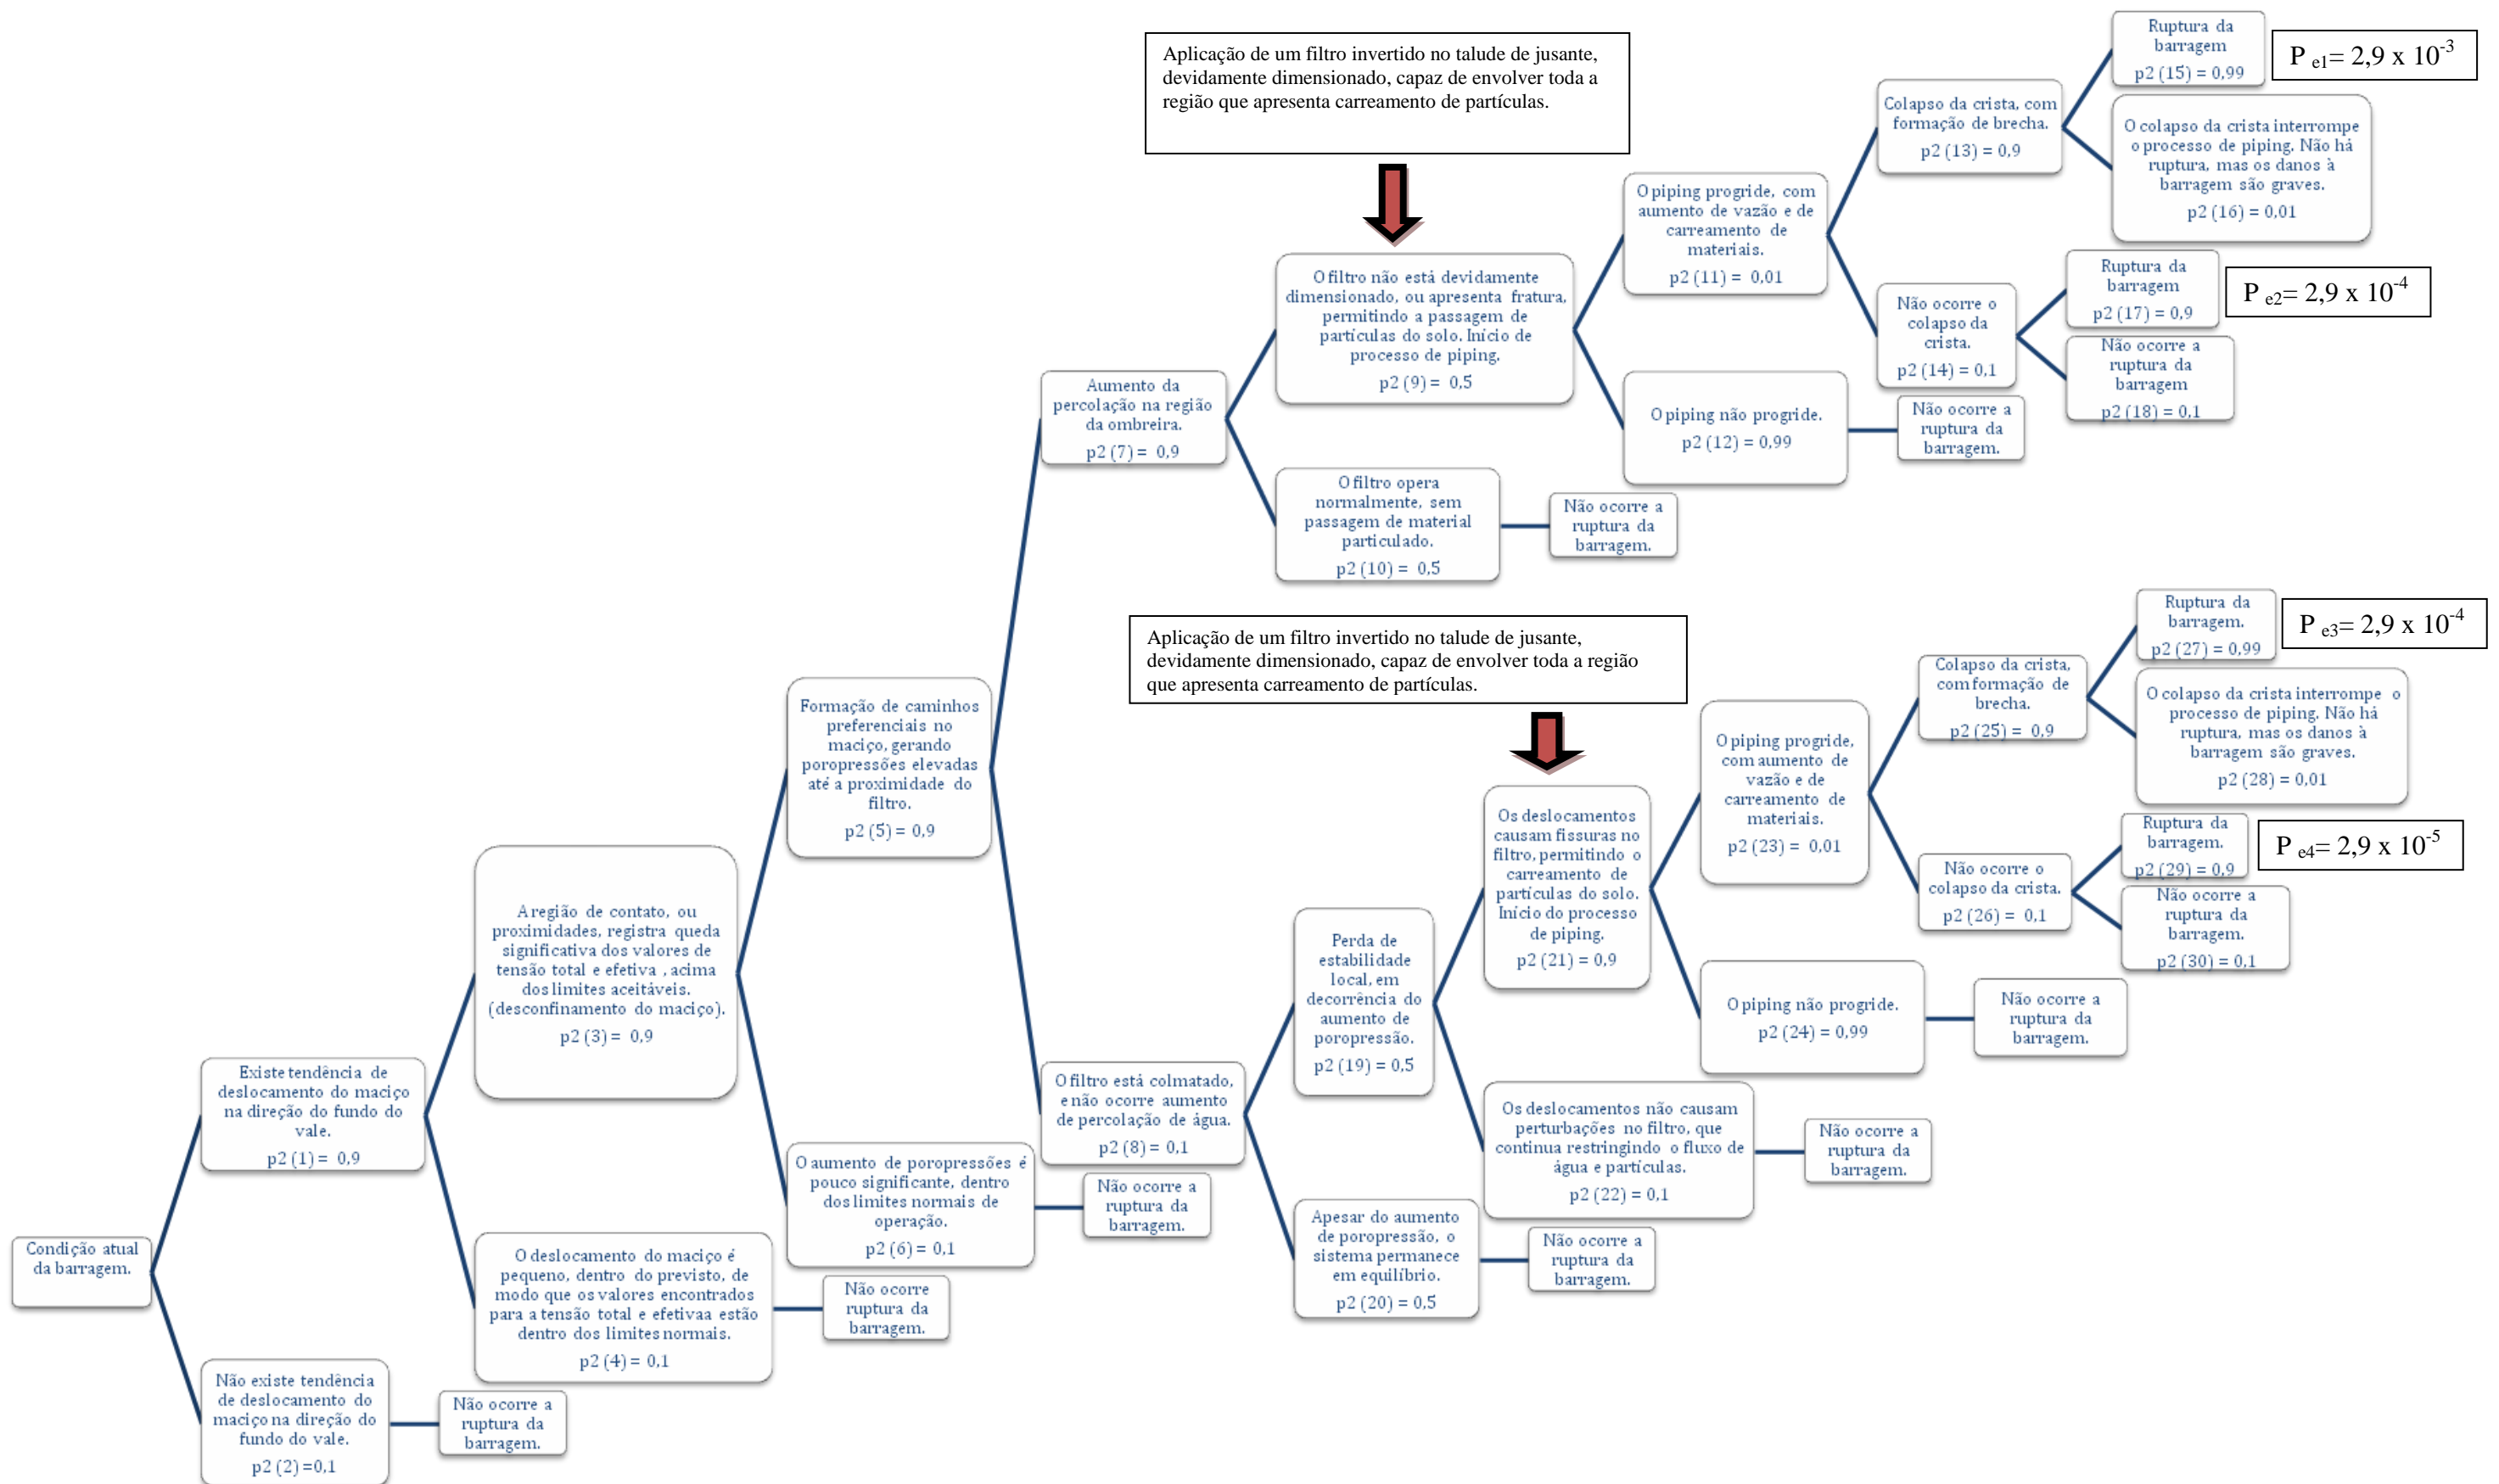 Aplicação de um filtro invertido no talude de jusante,
devidamente dimensionado, capaz de envolver toda a
região que apresenta carreamento de partículas.
Ruptura da
barragem
p2 (15) = 0,99
P e1= 2,9 x 10-3
Colapso da crista, com
formação de brecha.
p2 (13) = 0,9
O colapso da crista interrompe
o processo de piping. Não há
ruptura, mas os danos à
barragem são graves.
p2 (16) = 0,01
O piping progride, com
aumento de vazão e de
carreamento de
materiais.
p2 (11) = 0,01
Ruptura da
barragem
p2 (17) = 0,9
P e2= 2,9 x 10-4
O filtro não está devidamente
dimensionado, ou apresenta fratura,
permitindo a passagem de
partículas do solo. Início de
processo de piping.
p2 (9) = 0,5
Não ocorre o
colapso da
crista.
p2 (14) = 0,1
Não ocorre a
ruptura da
barragem
p2 (18) = 0,1
Aumento da
percolação na região
da ombreira.
p2 (7) = 0,9
O piping não progride.
p2 (12) = 0,99
Não ocorre a
ruptura da
barragem.
O filtro opera
normalmente, sem
passagem de material
particulado.
p2 (10) = 0,5
Não ocorre a
ruptura da
barragem.
Aplicação de um filtro invertido no talude de jusante,
devidamente dimensionado, capaz de envolver toda a região
que apresenta carreamento de partículas.
Ruptura da
barragem.
p2 (27) = 0,99
P e3= 2,9 x 10-4
Colapso da crista,
com formação de
brecha.
p2 (25) = 0,9
O colapso da crista interrompe o
processo de piping. Não há
ruptura, mas os danos à
barragem são graves.
p2 (28) = 0,01
Formação de caminhos
preferenciais no
maciço, gerando
poropressões elevadas
até a proximidade do
filtro.
p2 (5) = 0,9
O piping progride,
com aumento de
vazão e de
carreamento de
materiais.
p2 (23) = 0,01
Os deslocamentos
causam fissuras no
filtro, permitindo o
carreamento de
partículas do solo.
Início do processo
de piping.
p2 (21) = 0,9
Ruptura da
barragem.
p2 (29) = 0,9
P e4= 2,9 x 10-5
Não ocorre o
colapso da crista.
p2 (26) = 0,1
Não ocorre a
ruptura da
barragem.
p2 (30) = 0,1
A região de contato, ou
proximidades, registra queda
significativa dos valores de
tensão total e efetiva , acima
dos limites aceitáveis.
(desconfinamento do maciço).
p2 (3) = 0,9
Perda de
estabilidade
local, em
decorrência do
aumento de
poropressão.
p2 (19) = 0,5
O piping não progride.
p2 (24) = 0,99
Não ocorre a
ruptura da
barragem.
Existe tendência de
deslocamento do maciço
na direção do fundo do
vale.
p2 (1) = 0,9
O filtro está colmatado,
e não ocorre aumento
de percolação de água.
p2 (8) = 0,1
Os deslocamentos não causam
perturbações no filtro, que
continua restringindo o fluxo de
água e partículas.
p2 (22) = 0,1
Não ocorre a
ruptura da
barragem.
O aumento de poropressões é
pouco significante, dentro
dos limites normais de
operação.
p2 (6) = 0,1
Não ocorre a
ruptura da
barragem.
Apesar do aumento
de poropressão, o
sistema permanece
em equilíbrio.
p2 (20) = 0,5
Não ocorre a
ruptura da
barragem.
Condição atual
da barragem.
O deslocamento do maciço é
pequeno, dentro do previsto, de
modo que os valores encontrados
para a tensão total e efetivaa estão
dentro dos limites normais.
p2 (4) = 0,1
Não ocorre
ruptura da
barragem.
Não existe tendência
de deslocamento do
maciço na direção do
fundo do vale.
p2 (2) =0,1
Não ocorre a
ruptura da
barragem.